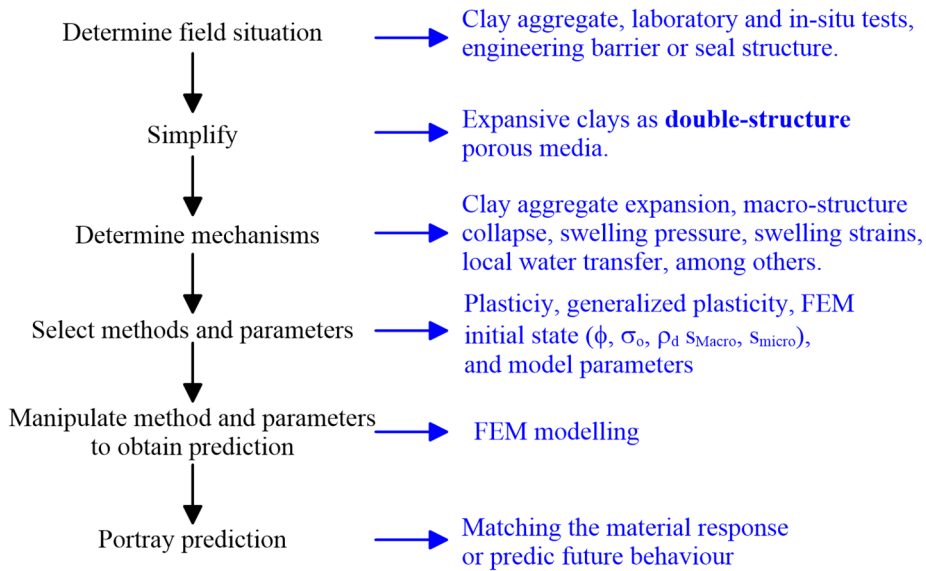 Determine field situation
Clay aggregate, laboratory and in-situ tests,
engineering barrier or seal structure.
Simplify
Expansive clays as double-structure
porous media.
Determine mechanisms
Clay aggregate expansion, macro-structure
collapse, swelling pressure, swelling strains,
local water transfer, among others.
Select methods and parameters
Plasticiy, generalized plasticity, FEM
initial state (ϕ, σₒ, ρd sMacro, smicro),
and model parameters
Manipulate method and parameters
to obtain prediction
FEM modelling
Portray prediction
Matching the material response
or predic future behaviour